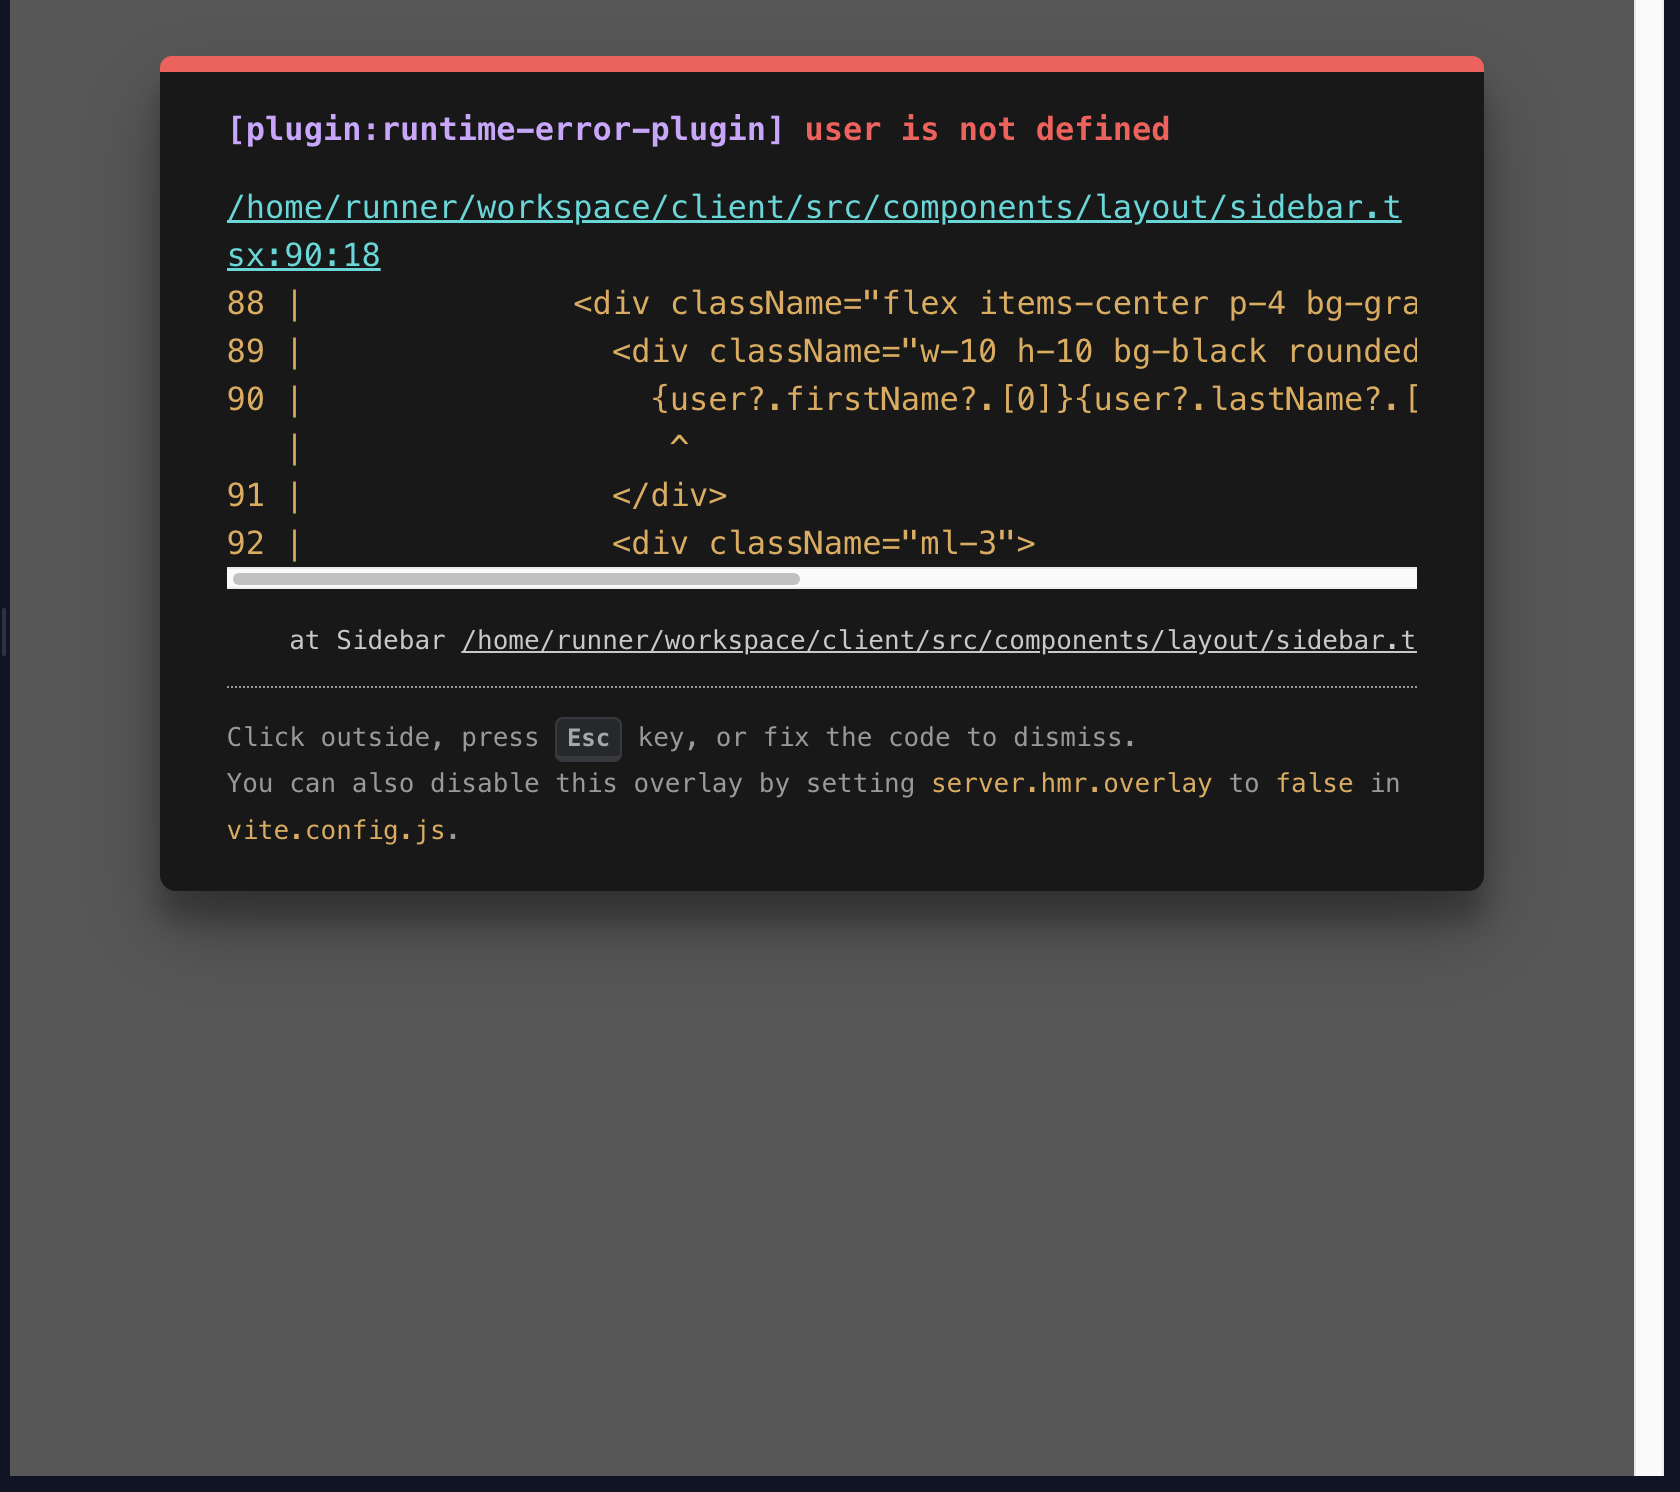 [plugin:runtime-error-plugin] user is not defined
/home/runner/workspace/client/src/components/layout/sidebar.t
sx:90:18
88 |              <div className="flex items-center p-4 bg-gra
89 |                <div className="w-10 h-10 bg-black rounded
90 |                  {user?.firstName?.[0]}{user?.lastName?.[
   |                   ^
91 |                </div>
92 |                <div className="ml-3">
at Sidebar /home/runner/workspace/client/src/components/layout/sidebar.t
Click outside, press Esc key, or fix the code to dismiss.
You can also disable this overlay by setting server.hmr.overlay to false in
vite.config.js.